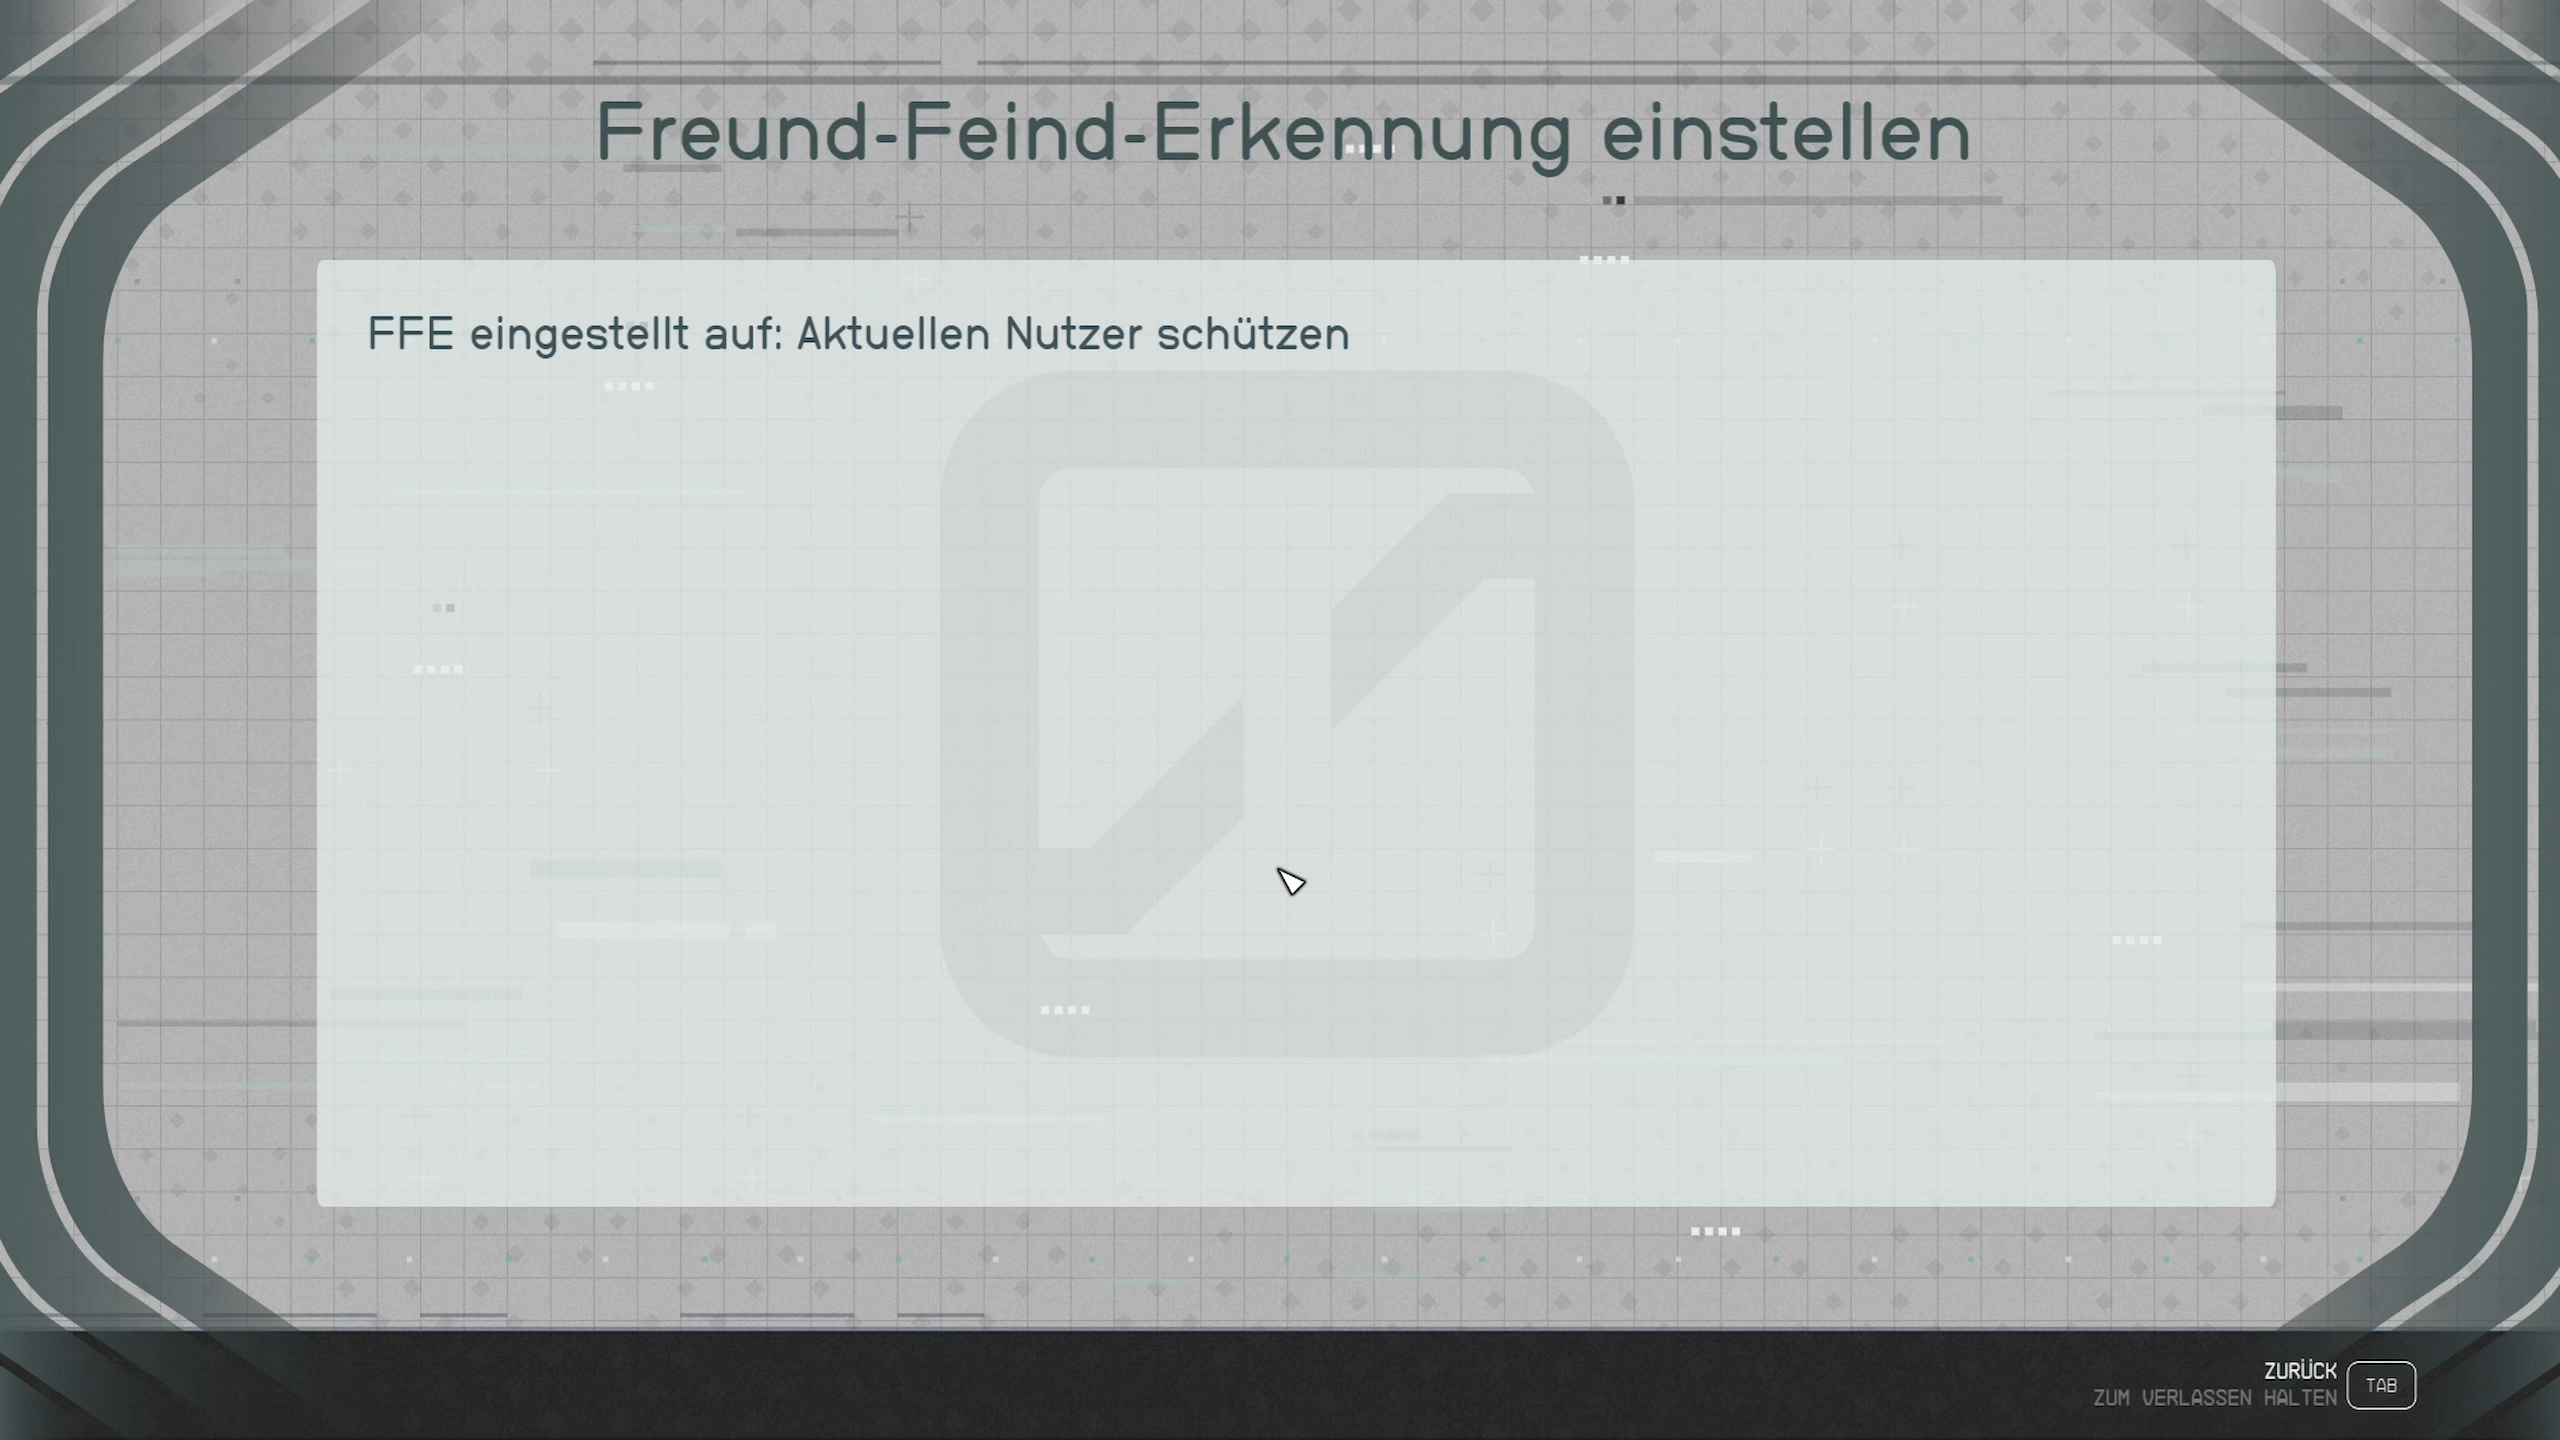 Freund-Feind-Erkennung einstellen
FFE eingestellt auf: Aktuellen Nutzer schützen
ZURÜCK
ZUM VERLASSEN HALTEN
TAB